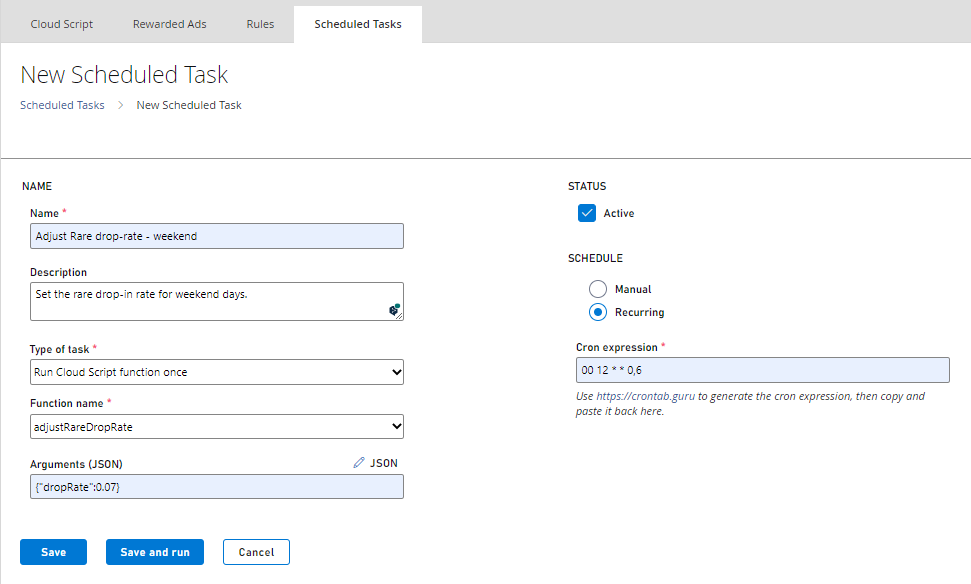 Cloud Script Rewarded Ads Rules Scheduled Tasks
New Scheduled Task
Scheduled Tasks > New Scheduled Task
NAME
Name *
Adjust Rare drop-rate - weekend
Description
Set the rare drop-in rate for weekend days.
Type of task *
Run Cloud Script function once
Function name *
adjustRareDropRate
Arguments (JSON) JSON
{"dropRate":0.07}
STATUS
Active
SCHEDULE
Manual
Recurring
Cron expression *
00 12 * * 0,6
Use https://crontab.guru to generate the cron expression, then copy and
paste it back here.
Save Save and run Cancel